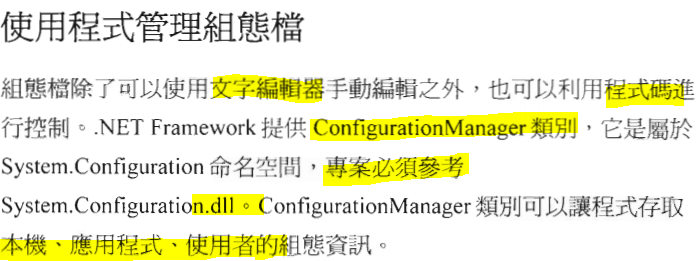 使用程式管理組態檔
組態檔除了可以使用文字編輯器手動編輯之外，也可以利用程式碼進
行控制。.NET Framework 提供 ConfigurationManager 類別，它是屬於
System.Configuration 命名空間，專案必須參考
System.Configuration.dll。ConfigurationManager 類別可以讓程式存取
本機、應用程式、使用者的組態資訊。